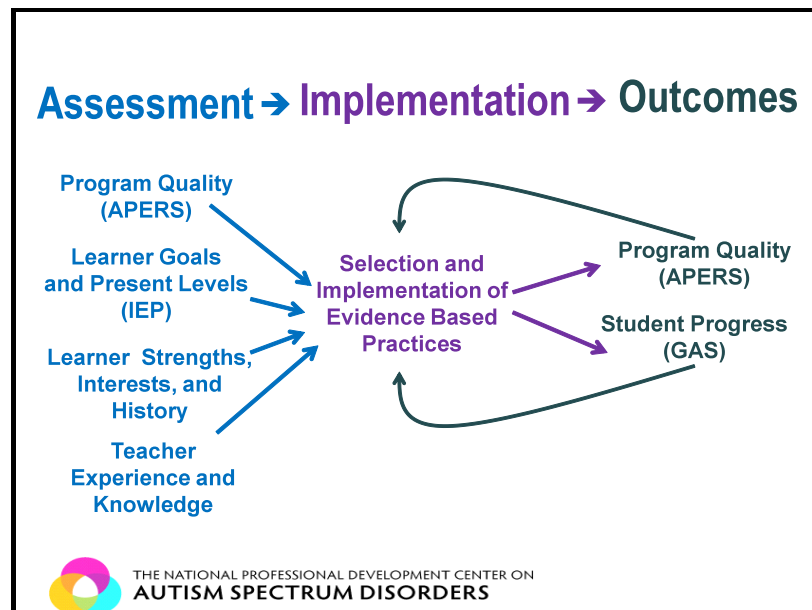 Assessment → Implementation → Outcomes
Program Quality
(APERS)
Learner Goals
and Present Levels
(IEP)
Learner Strengths,
Interests, and
History
Teacher
Experience and
Knowledge
Selection and
Implementation of
Evidence Based
Practices
Program Quality
(APERS)
Student Progress
(GAS)
THE NATIONAL PROFESSIONAL DEVELOPMENT CENTER ON
AUTISM SPECTRUM DISORDERS